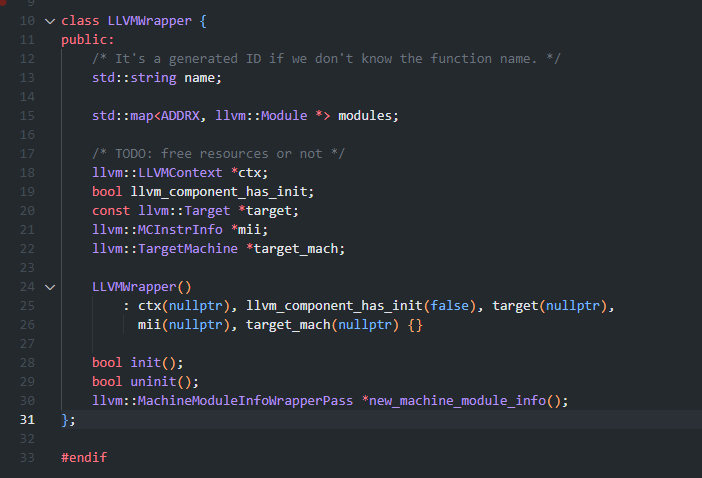 9
10 class LLVMWrapper {
11 public:
12 /* It's a generated ID if we don't know the function name. */
13 std::string name;
14
15 std::map<ADDRX, llvm::Module *> modules;
16
17 /* TODO: free resources or not */
18 llvm::LLVMContext *ctx;
19 bool llvm_component_has_init;
20 const llvm::Target *target;
21 llvm::MCInstrInfo *mii;
22 llvm::TargetMachine *target_mach;
23
24 LLVMWrapper()
25 : ctx(nullptr), llvm_component_has_init(false), target(nullptr),
26 mii(nullptr), target_mach(nullptr) {}
27
28 bool init();
29 bool uninit();
30 llvm::MachineModuleInfoWrapperPass *new_machine_module_info();
31 };
32
33 #endif